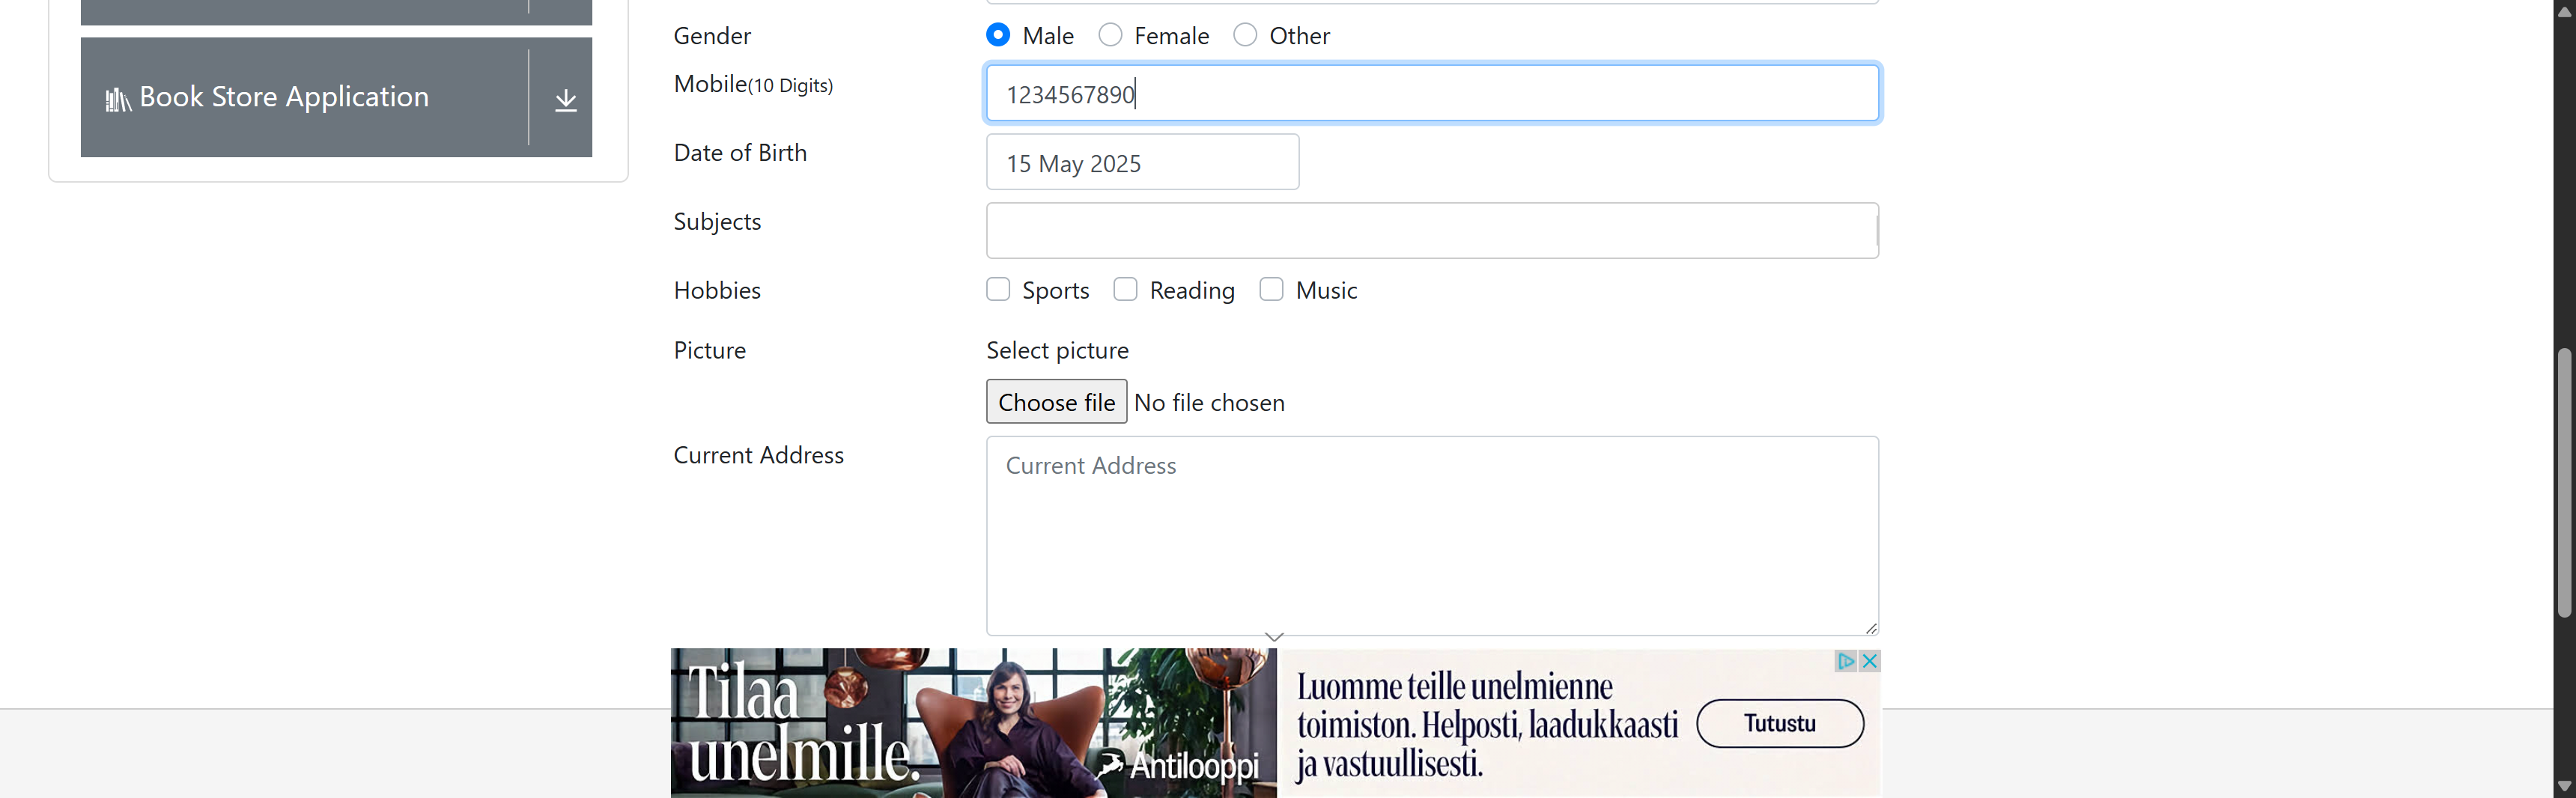 Book Store Application
Gender
Male
Female
Other
Mobile(10 Digits)
1234567890
Date of Birth
15 May 2025
Subjects
Hobbies
Sports
Reading
Music
Picture
Select picture
Choose file
No file chosen
Current Address
Current Address
Tilaa
unelmille.
Antilooppi
Luomme teille unelmienne
toimiston. Helposti, laadukkaasti
ja vastuullisesti.
Tutustu